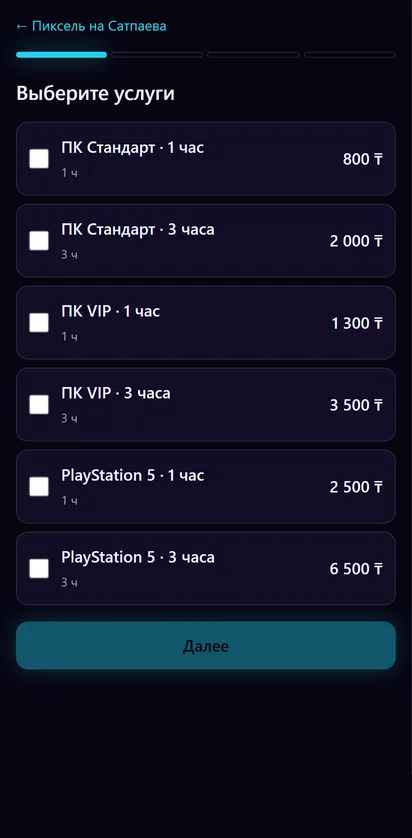 ← Пиксель на Сатпаева
Выберите услуги
ПК Стандарт · 1 час
1 ч
800 ₸
ПК Стандарт · 3 часа
3 ч
2 000 ₸
ПК VIP · 1 час
1 ч
1 300 ₸
ПК VIP · 3 часа
3 ч
3 500 ₸
PlayStation 5 · 1 час
1 ч
2 500 ₸
PlayStation 5 · 3 часа
3 ч
6 500 ₸
Далее